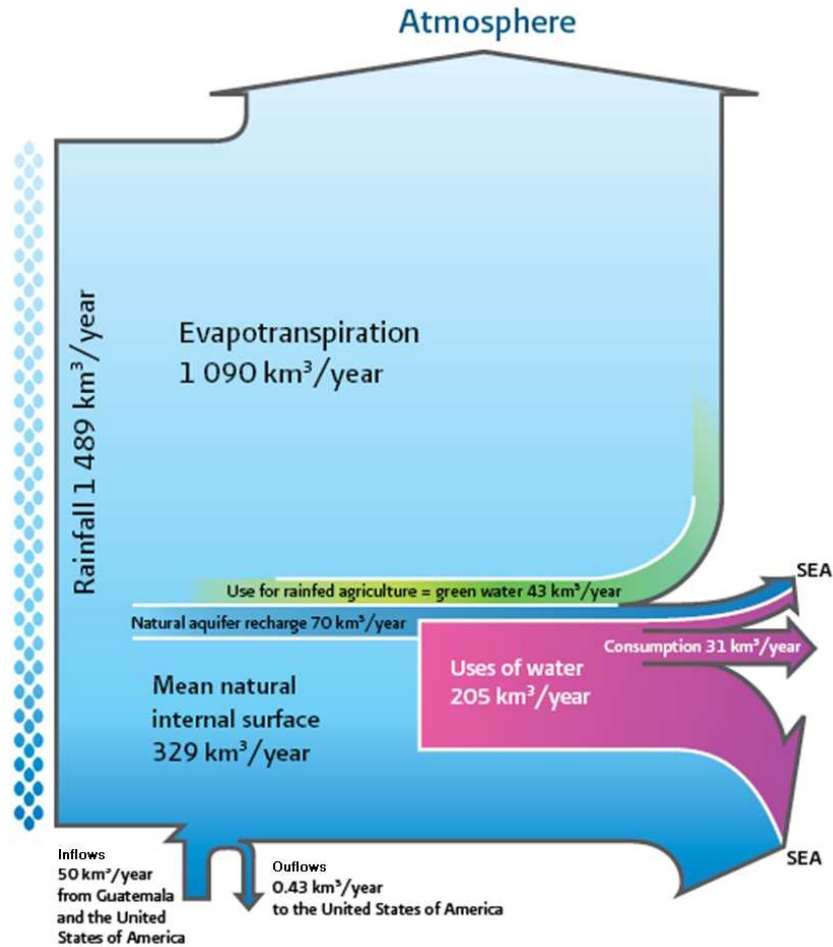 Atmosphere
Rainfall 1 489 km³/year
Evapotranspiration
1 090 km³/year
Use for rainfed agriculture = green water 43 km³/year
Natural aquifer recharge 70 km³/year
Mean natural
internal surface
329 km³/year
Uses of water
205 km³/year
SEA
Consumption 31 km³/year
SEA
Inflows
50 km³/year
from Guatemala
and the United
States of America
Ouflows
0.43 km³/year
to the United States of America